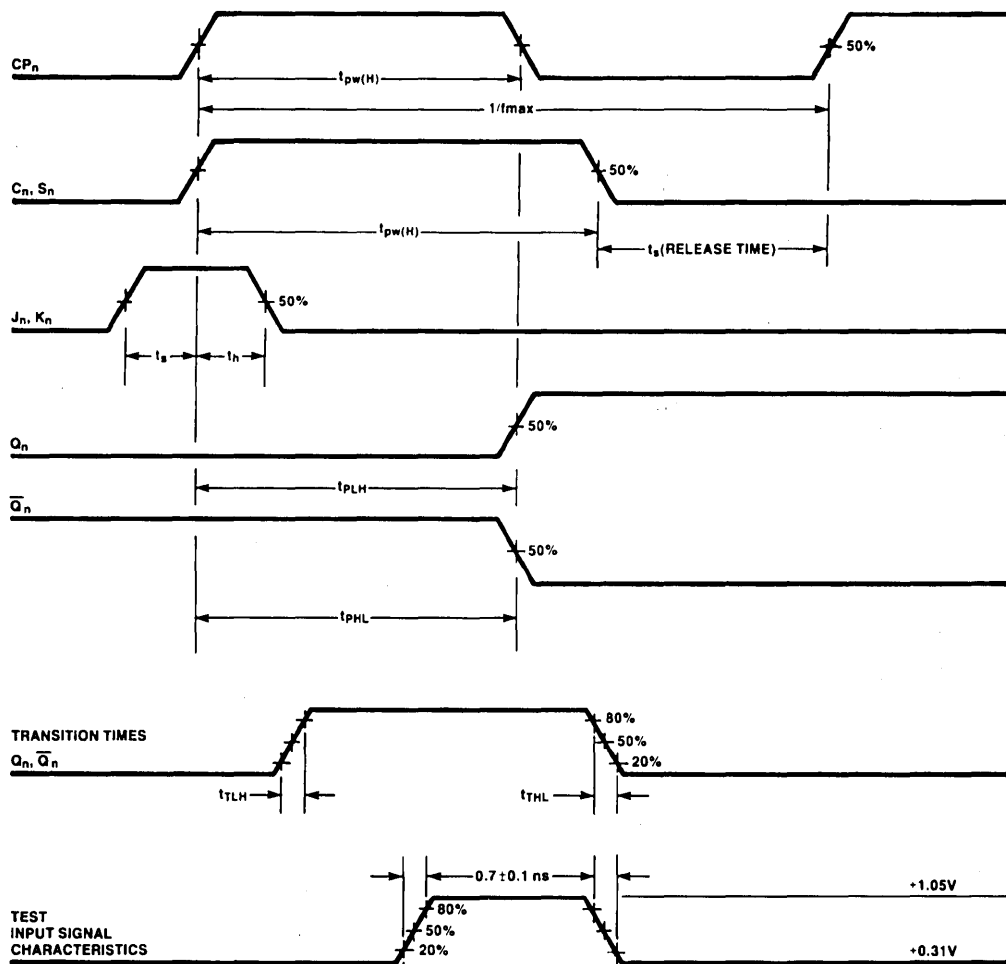 CPn
50%
tpw(H)
1/fmax
Cn, Sn
50%
tpw(H)
ts(RELEASE TIME)
Jn, Kn
50%
ts
th
Qn
50%
tPLH
Q̅n
50%
tPHL
TRANSITION TIMES
Qn, Q̅n
80%
50%
20%
tTLH
tTHL
0.7±0.1 ns
+1.05V
TEST
INPUT SIGNAL
CHARACTERISTICS
80%
50%
20%
+0.31V